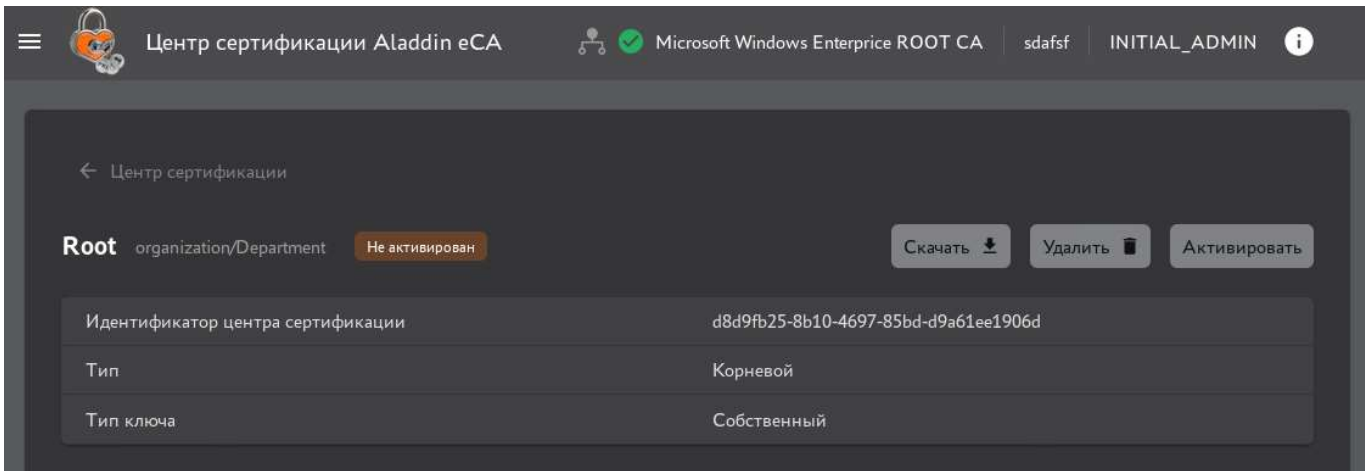 Центр сертификации Aladdin eCA Microsoft Windows Enterprice ROOT CA sdafsf INITIAL_ADMIN i
Центр сертификации
Root organization/Department Не активирован Скачать Удалить Активировать
Идентификатор центра сертификации d8d9fb25-8b10-4697-85bd-d9a61ee1906d
Тип Корневой
Тип ключа Собственный